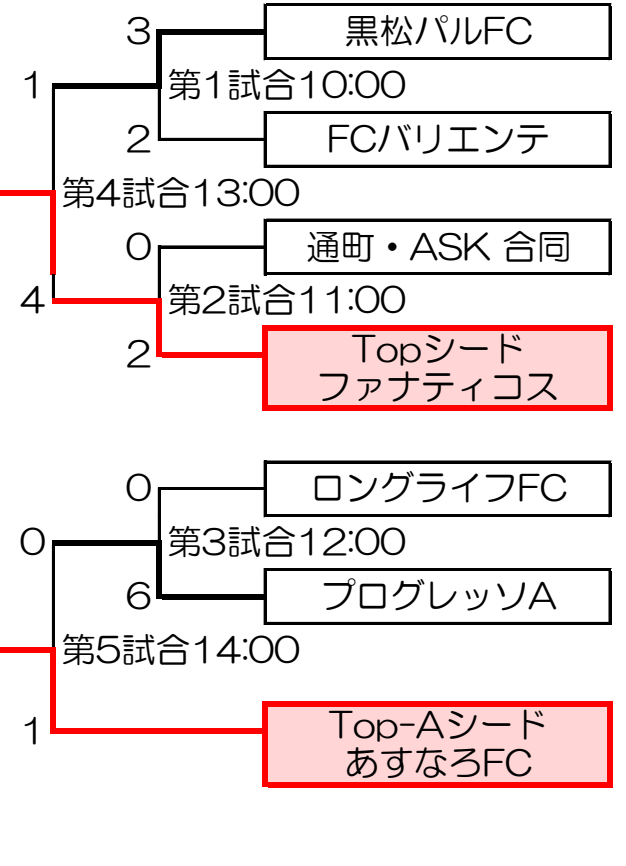 3
黒松パルFC
1
第1試合10:00
2
FCバリエンテ
第4試合13:00
0
通町・ASK 合同
4
第2試合11:00
2
Topシード
ファナティコス
0
ロングライフFC
0
第3試合12:00
6
プログレッソA
第5試合14:00
1
Top-Aシード
あすなろFC